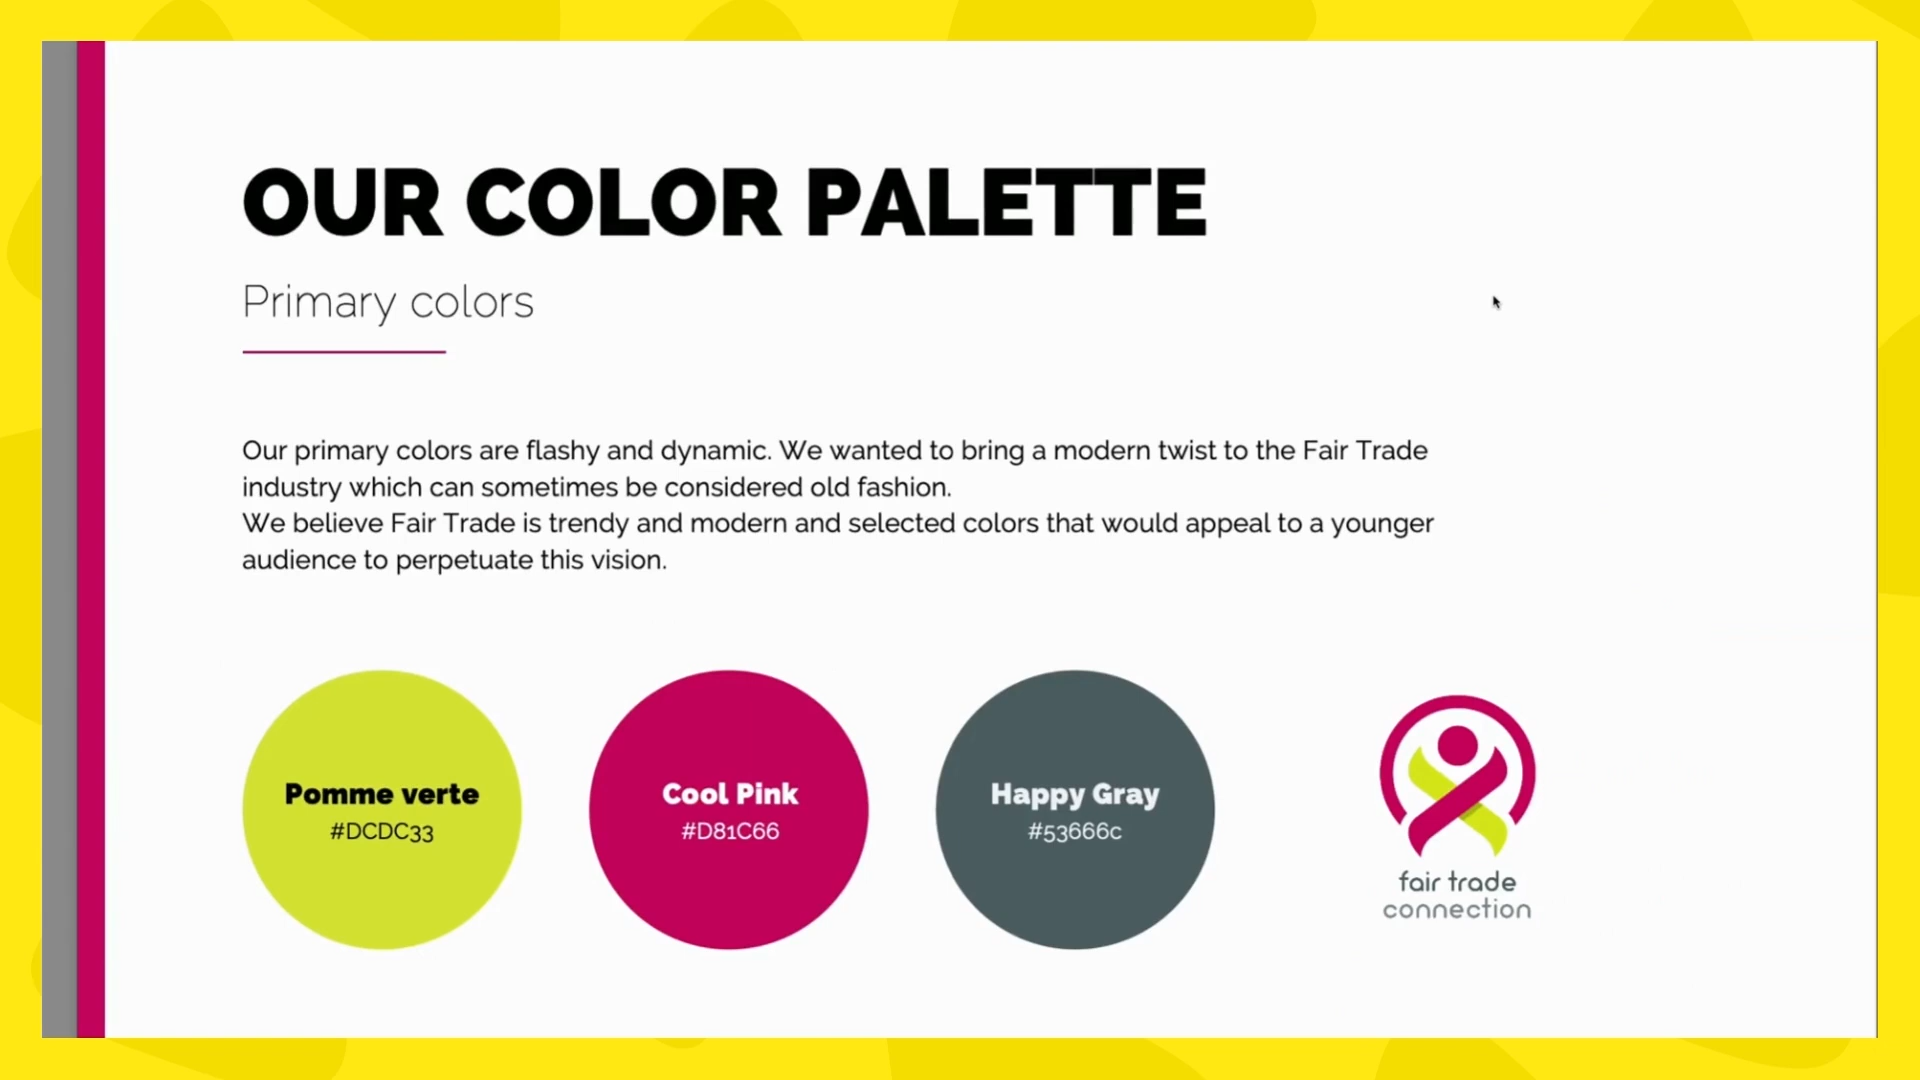 OUR COLOR PALETTE
Primary colors
Our primary colors are flashy and dynamic. We wanted to bring a modern twist to the Fair Trade
industry which can sometimes be considered old fashion.
We believe Fair Trade is trendy and modern and selected colors that would appeal to a younger
audience to perpetuate this vision.
Pomme verte
#DCDC33
Cool Pink
#D81C66
Happy Gray
#53666c
fair trade
connection